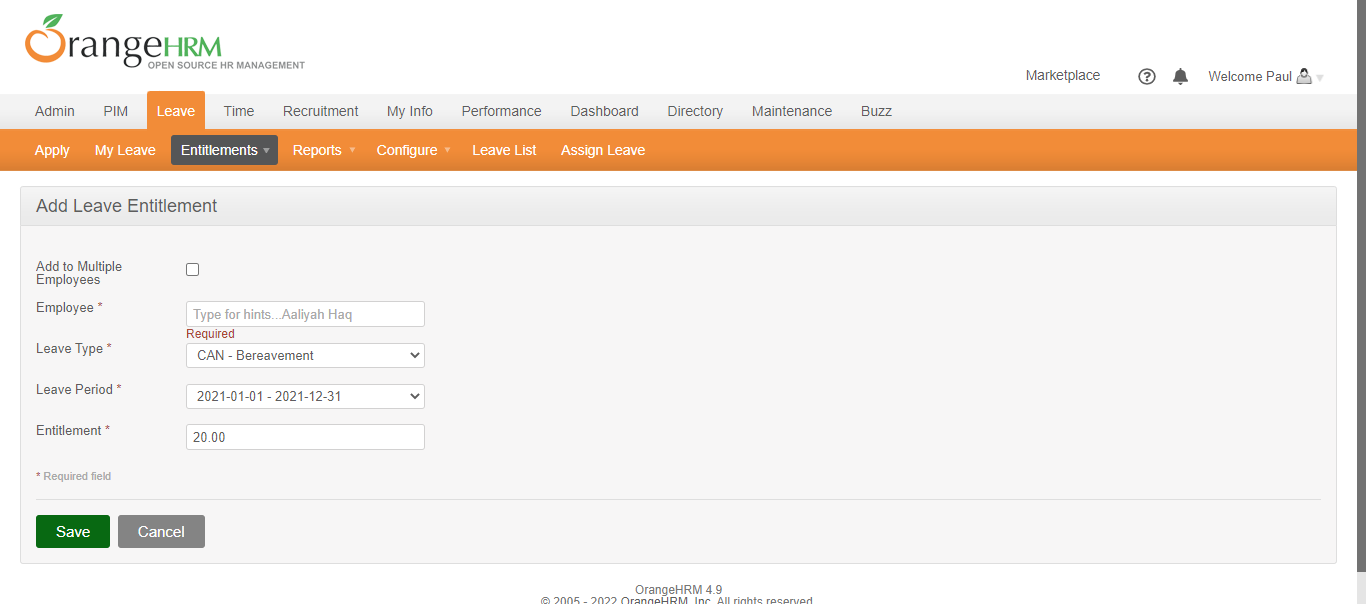 OrangeHRM
OPEN SOURCE HR MANAGEMENT
Marketplace
Welcome Paul
Admin PIM Leave Time Recruitment My Info Performance Dashboard Directory Maintenance Buzz
Apply My Leave Entitlements Reports Configure Leave List Assign Leave
Add Leave Entitlement
Add to Multiple
Employees
Employee *
Type for hints...Aaliyah Haq
Required
Leave Type *
CAN - Bereavement
Leave Period *
2021-01-01 - 2021-12-31
Entitlement *
20.00
* Required field
Save Cancel
OrangeHRM 4.9
© 2005 - 2022 OrangeHRM, Inc. All rights reserved.